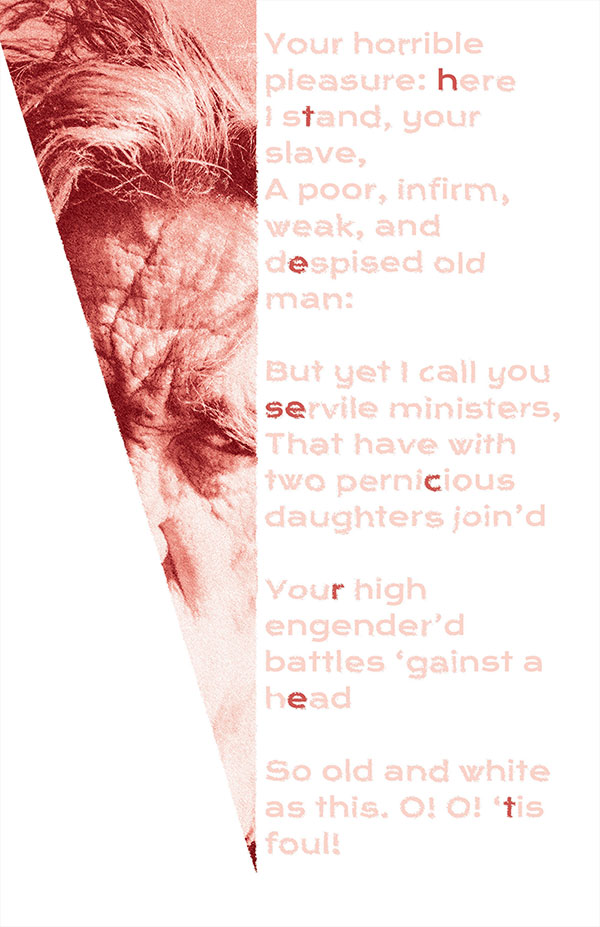 Your horrible
pleasure: here
I stand, your
slave,
A poor, infirm,
weak, and
despised old
man:
But yet I call you
servile ministers,
That have with
two pernicious
daughters join’d
Your high
engender’d
battles ‘gainst a
head
So old and white
as this. O! O! ‘tis
foul!